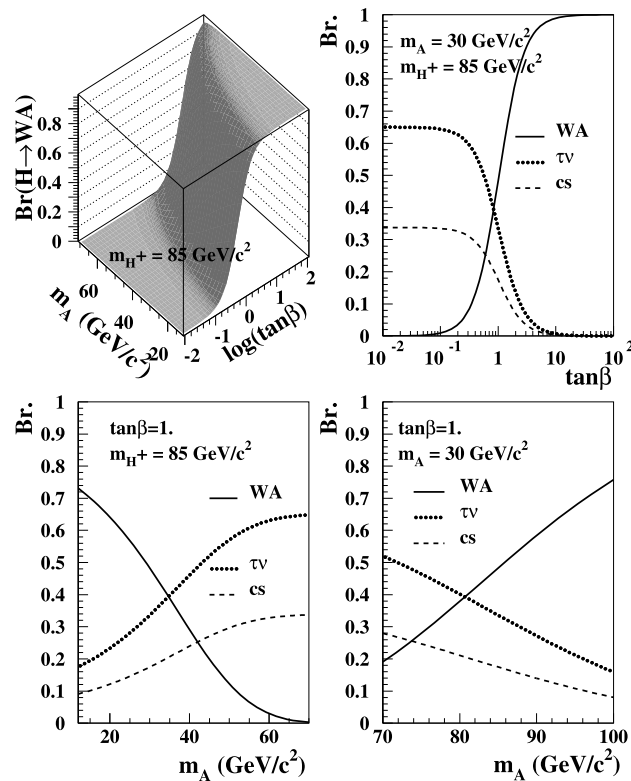 Br(H→WA)
0.8
0.6
0.4
0.2
0
m_H+ = 85 GeV/c²
60
40
20
m_A (GeV/c²)
-2
-1
0
1
2
log(tanβ)
Br.
1
0.9
0.8
0.7
0.6
0.5
0.4
0.3
0.2
0.1
0
m_A = 30 GeV/c²
m_H+ = 85 GeV/c²
WA
τν
cs
10⁻² 10⁻¹ 1 10 10²
tanβ
Br.
1
0.9
0.8
0.7
0.6
0.5
0.4
0.3
0.2
0.1
0
tanβ=1.
m_H+ = 85 GeV/c²
WA
τν
cs
20 40 60
m_A (GeV/c²)
Br.
1
0.9
0.8
0.7
0.6
0.5
0.4
0.3
0.2
0.1
0
tanβ=1.
m_A = 30 GeV/c²
WA
τν
cs
70 80 90 100
m_A (GeV/c²)